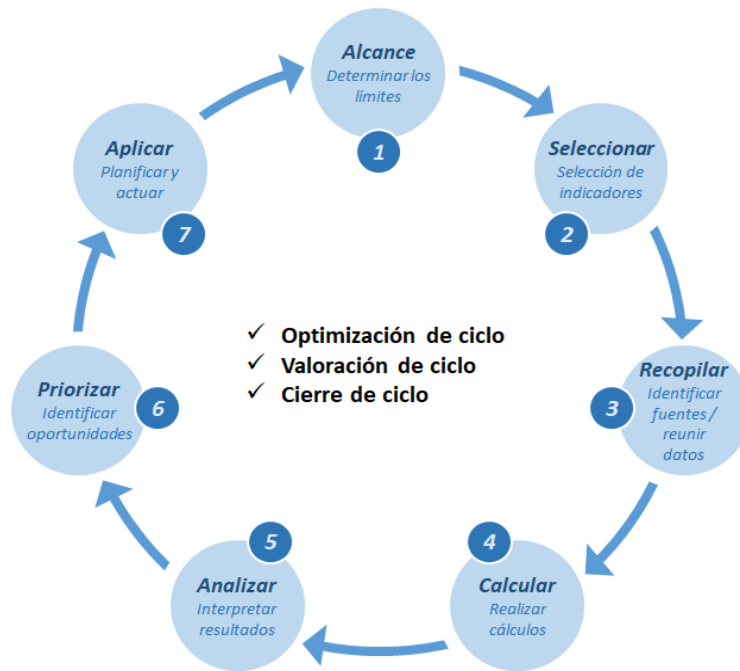 Alcance
Determinar los
límites
1
Seleccionar
Selección de
indicadores
2
Recopilar
Identificar
fuentes /
reunir
datos
3
Calcular
Realizar
cálculos
4
Analizar
Interpretar
resultados
5
Priorizar
Identificar
oportunidades
6
Aplicar
Planificar y
actuar
7
✓ Optimización de ciclo
✓ Valoración de ciclo
✓ Cierre de ciclo